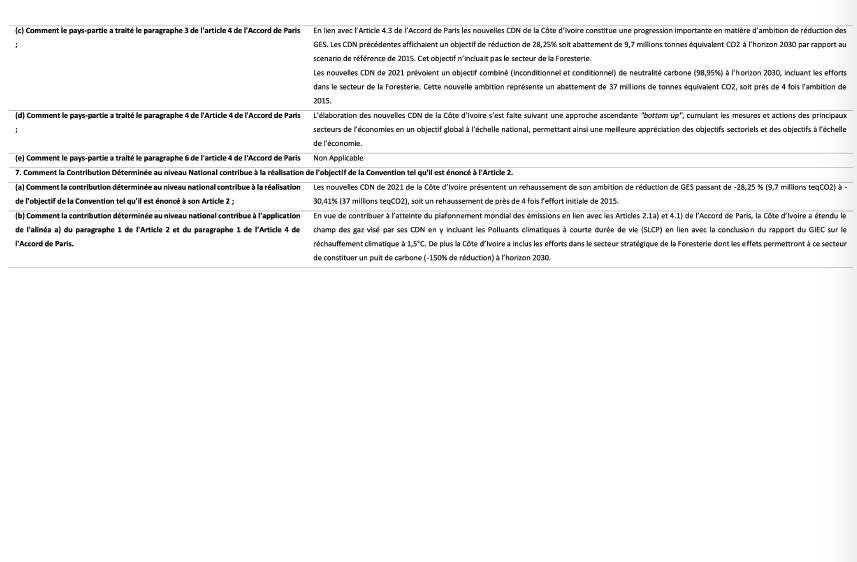 (c) Comment le pays-partie a traité le paragraphe 3 de l'article 4 de l'Accord de Paris
;
En lien avec l'Article 4.3 de l'Accord de Paris les nouvelles CDN de la Côte d'Ivoire constitue une progression importante en matière d'ambition de réduction des
GES. Les CDN précédentes affichaient un objectif de réduction de 28,25% soit abattement de 9,7 millions tonnes équivalent CO2 à l'horizon 2030 par rapport au
scenario de référence de 2015. Cet objectif n'incluait pas le secteur de la Foresterie.
Les nouvelles CDN de 2021 prévoient un objectif combiné (inconditionnel et conditionnel) de neutralité carbone (98,95%) à l'horizon 2030, incluant les efforts
dans le secteur de la Foresterie. Cette nouvelle ambition représente un abattement de 37 millions de tonnes équivalent CO2, soit près de 4 fois l'ambition de
2015.
(d) Comment le pays-partie a traité le paragraphe 4 de l'Article 4 de l'Accord de Paris
;
L'élaboration des nouvelles CDN de la Côte d'Ivoire s'est faite suivant une approche ascendante "bottom up", cumulant les mesures et actions des principaux
secteurs de l'économies en un objectif global à l'échelle national, permettant ainsi une meilleure appréciation des objectifs sectoriels et des objectifs à l'échelle
de l'économie.
(e) Comment le pays-partie a traité le paragraphe 6 de l'article 4 de l'Accord de Paris
Non Applicable
7. Comment la Contribution Déterminée au niveau National contribue à la réalisation de l'objectif de la Convention tel qu'il est énoncé à l'Article 2.
(a) Comment la contribution déterminée au niveau national contribue à la réalisation
de l'objectif de la Convention tel qu'il est énoncé à son Article 2 ;
Les nouvelles CDN de 2021 de la Côte d'Ivoire présentent un rehaussement de son ambition de réduction de GES passant de -28,25 % (9,7 millions teqCO2) à -
30,41% (37 millions teqCO2), soit un rehaussement de près de 4 fois l'effort initiale de 2015.
(b) Comment la contribution déterminée au niveau national contribue à l'application
de l'alinéa a) du paragraphe 1 de l'Article 2 et du paragraphe 1 de l'Article 4 de
l'Accord de Paris.
En vue de contribuer à l'atteinte du plafonnement mondial des émissions en lien avec les Articles 2.1a) et 4.1) de l'Accord de Paris, la Côte d'Ivoire a étendu le
champ des gaz visé par ses CDN en y incluant les Polluants climatiques à courte durée de vie (SLCP) en lien avec la conclusion du rapport du GIEC sur le
réchauffement climatique à 1,5°C. De plus la Côte d'Ivoire a inclus les efforts dans le secteur stratégique de la Foresterie dont les effets permettront à ce secteur
de constituer un puit de carbone (-150% de réduction) à l'horizon 2030.